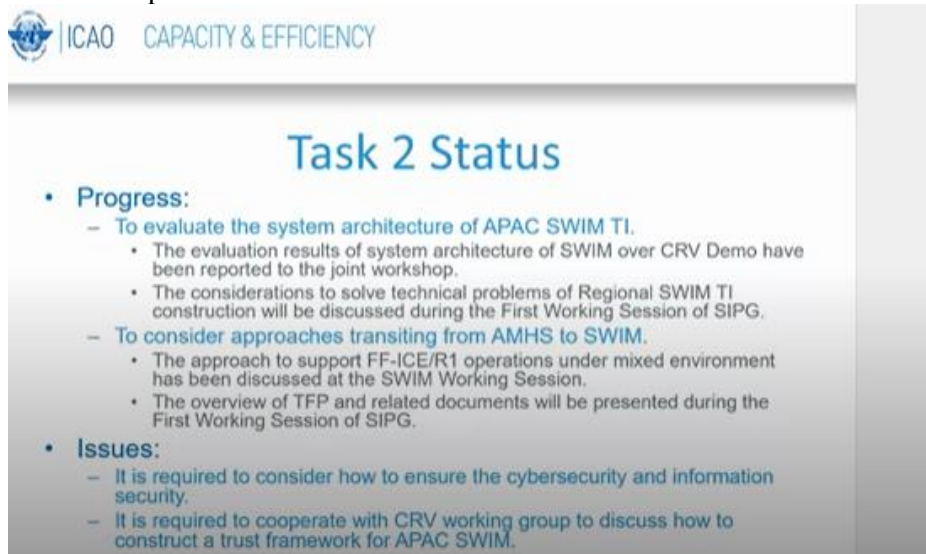 ICAO CAPACITY & EFFICIENCY
Task 2 Status
• Progress:
– To evaluate the system architecture of APAC SWIM TI.
• The evaluation results of system architecture of SWIM over CRV Demo have
been reported to the joint workshop.
• The considerations to solve technical problems of Regional SWIM TI
construction will be discussed during the First Working Session of SIPG.
– To consider approaches transiting from AMHS to SWIM.
• The approach to support FF-ICE/R1 operations under mixed environment
has been discussed at the SWIM Working Session.
• The overview of TFP and related documents will be presented during the
First Working Session of SIPG.
• Issues:
– It is required to consider how to ensure the cybersecurity and information
security.
– It is required to cooperate with CRV working group to discuss how to
construct a trust framework for APAC SWIM.